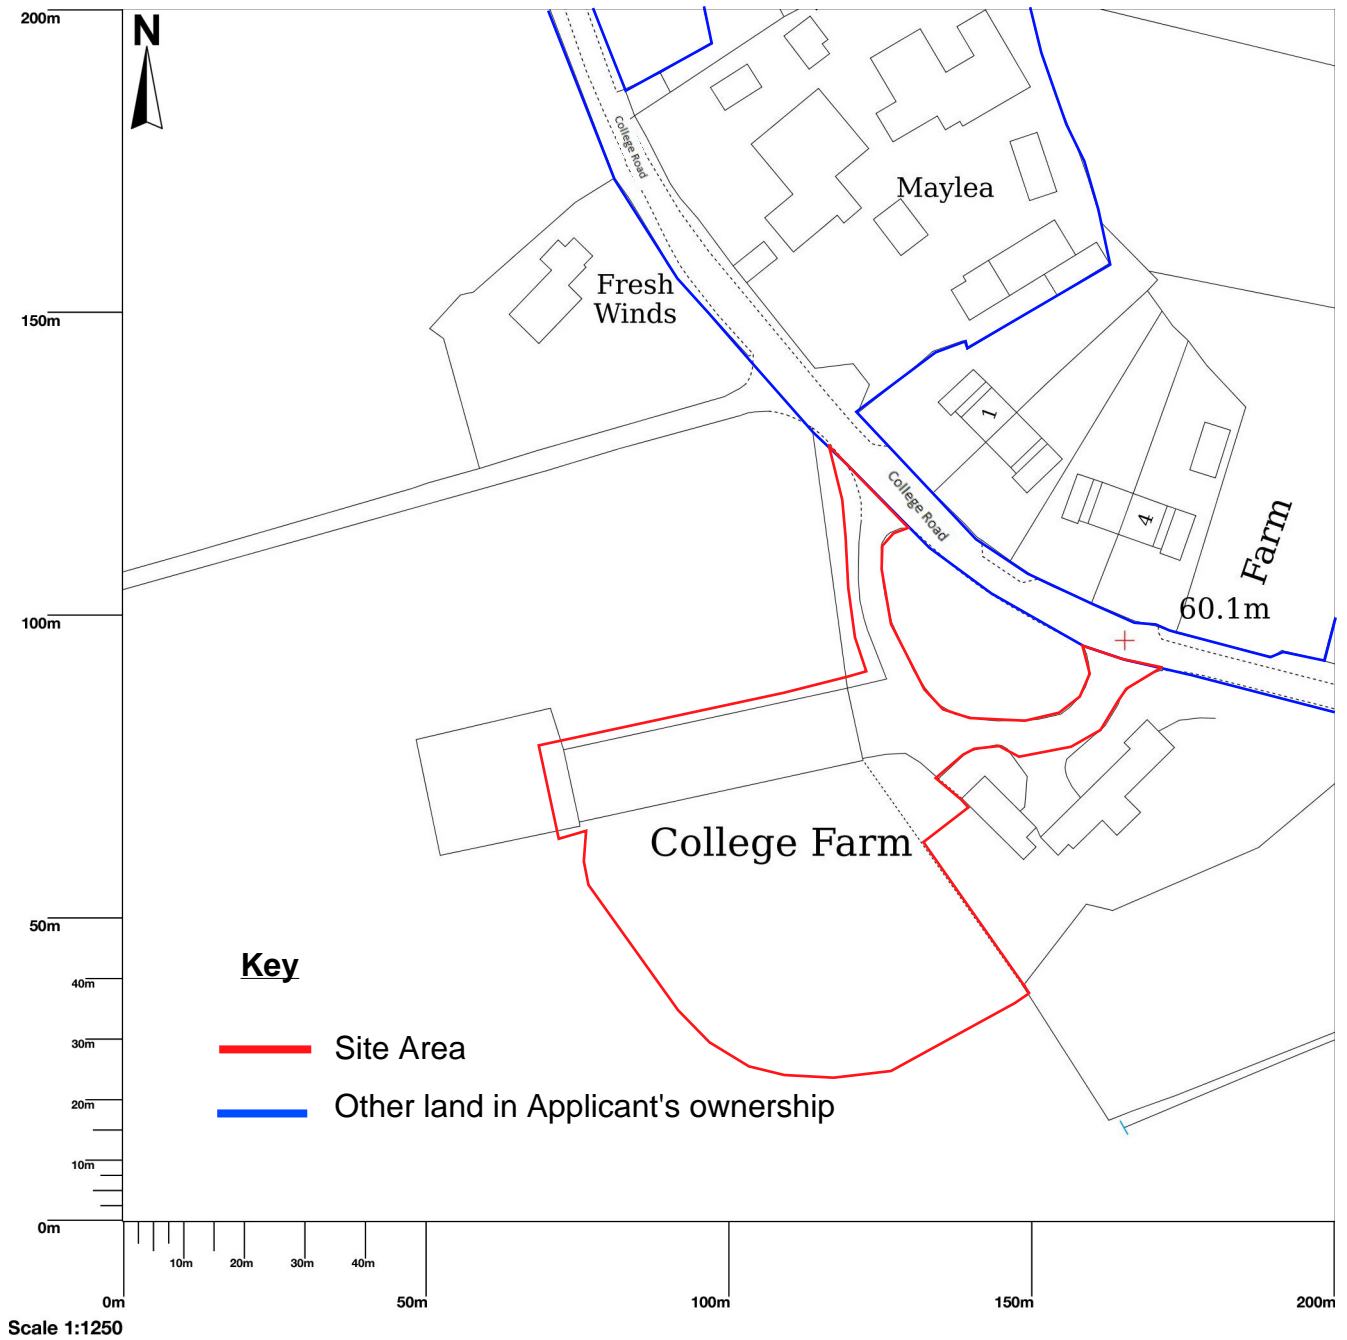 200m
N
College Road
Maylea
Fresh
Winds
150m
1
College Road
4
Farm
60.1m
100m
College Farm
50m
Key
40m
Site Area
30m
Other land in Applicant's ownership
20m
10m
0m
10m
20m
30m
40m
0m
50m
100m
150m
200m
Scale 1:1250